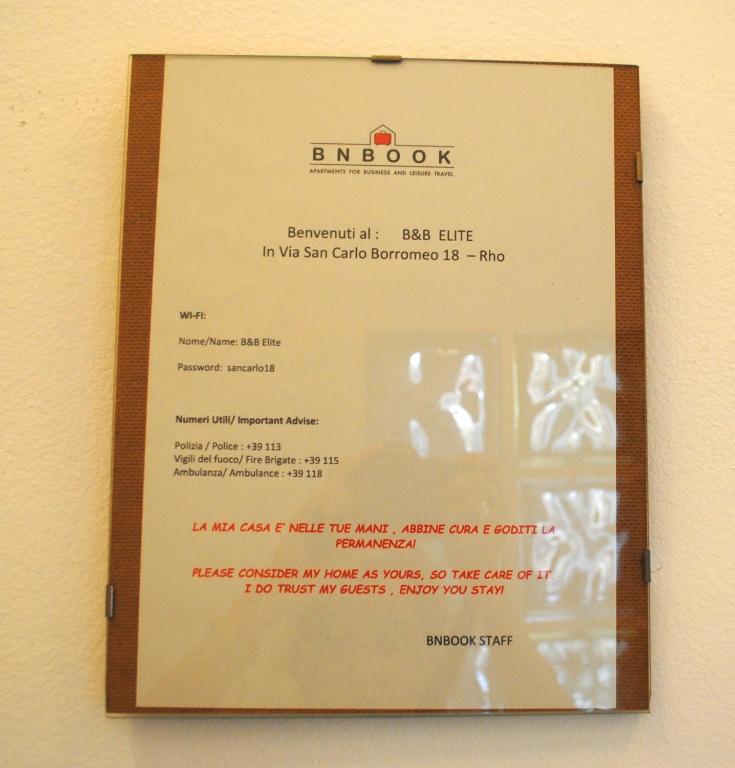 BNBOOK
APARTMENTS FOR BUSINESS AND LEISURE TRAVEL
Benvenuti al : B&B ELITE
In Via San Carlo Borromeo 18 – Rho
WI-FI:
Nome/Name: B&B Elite
Password: sancarlo18
Numeri Utili/ Important Advise:
Polizia / Police : +39 113
Vigili del fuoco/ Fire Brigate : +39 115
Ambulanza/ Ambulance : +39 118
LA MIA CASA E' NELLE TUE MANI , ABBINE CURA E GODITI LA
PERMANENZA!
PLEASE CONSIDER MY HOME AS YOURS, SO TAKE CARE OF IT.
I DO TRUST MY GUESTS , ENJOY YOU STAY!
BNBOOK STAFF